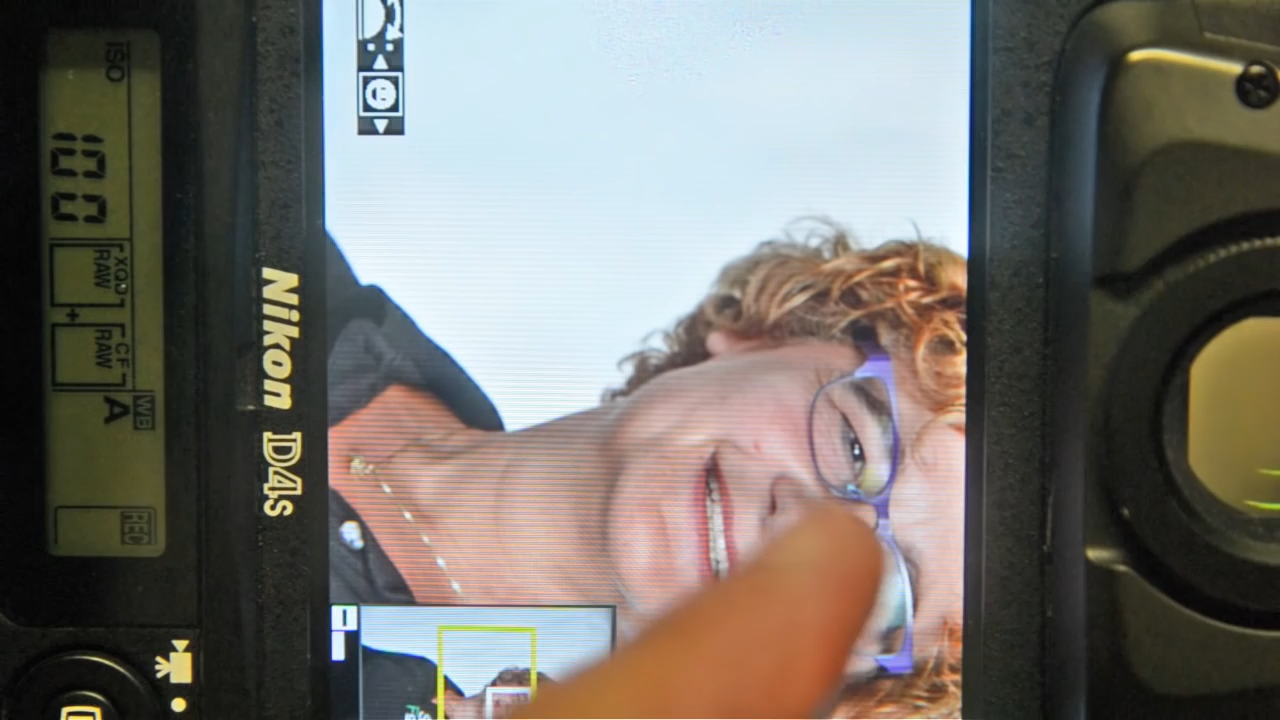 ISO
100
XQD
RAW
+
CF
RAW
WB
A
REC
Nikon D4s